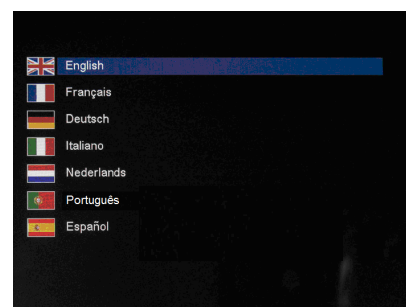 English
Français
Deutsch
Italiano
Nederlands
Português
Español